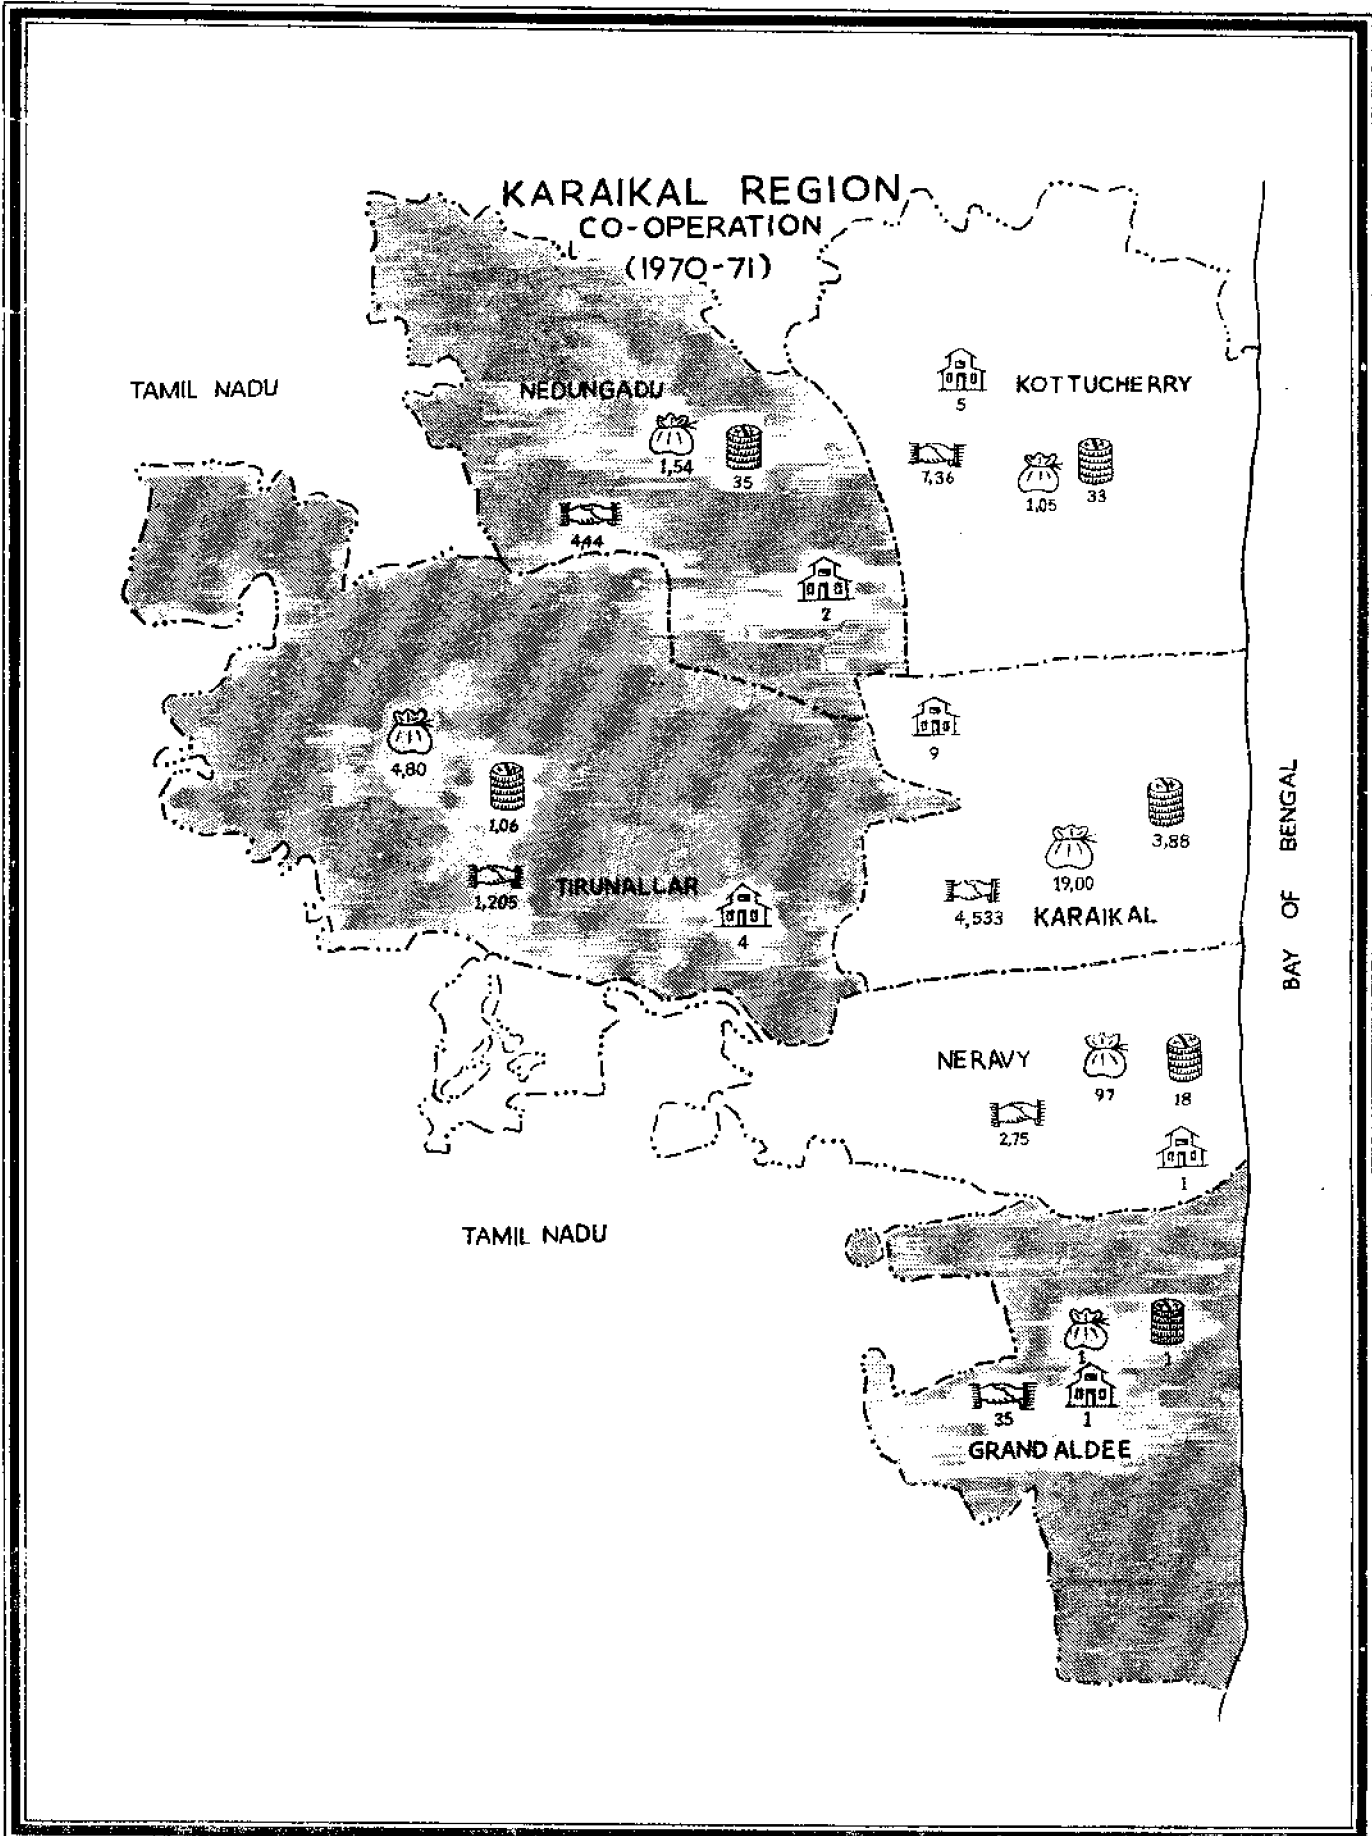 KARAIKAL REGION
CO-OPERATION
(1970-71)
TAMIL NADU
NEDUNGADU
1,54
35
4,44
2
5
KOTTUCHERRY
7,36
1,05
33
4,80
1,06
1,205
TIRUNALLAR
4
9
3,88
19,00
4,533
KARAIKAL
BAY OF BENGAL
NERAVY
97
18
2,75
1
TAMIL NADU
1
1
35
1
GRAND ALDEE